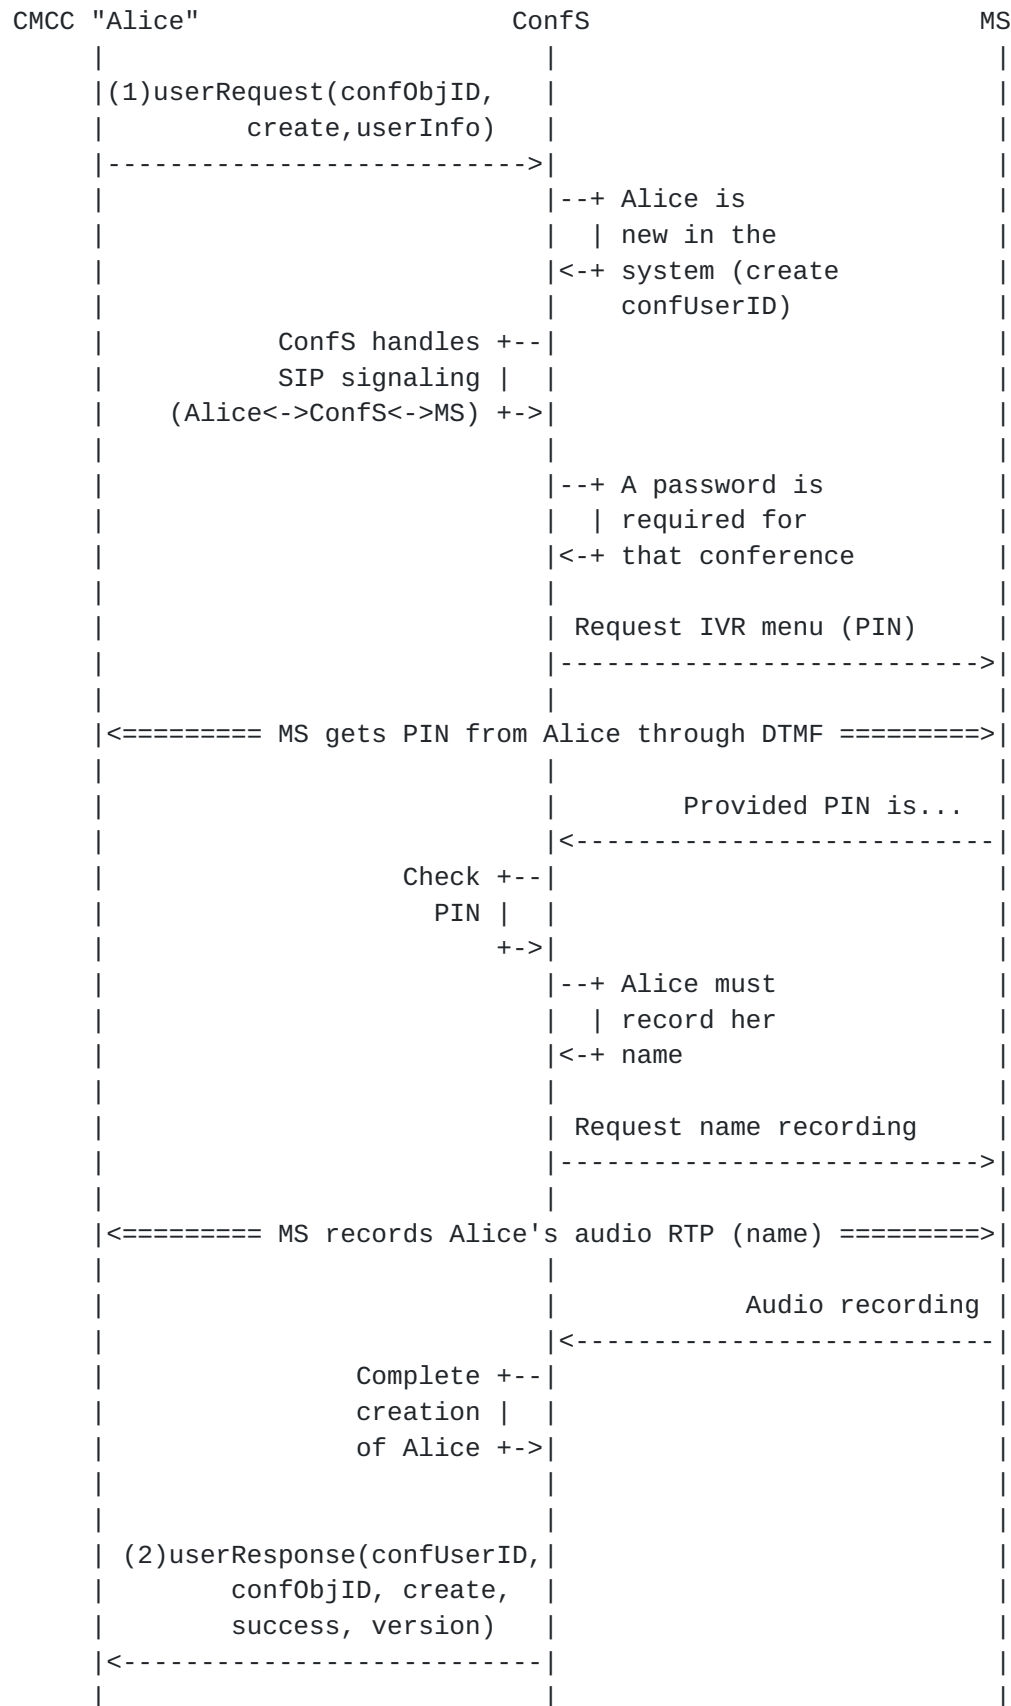 CMCC "Alice" ConfS MS
(1)userRequest(confObjID,
create,userInfo)
--+ Alice is
| new in the
<-+ system (create
confUserID)
ConfS handles +--
SIP signaling |
(Alice<->ConfS<->MS) +->
--+ A password is
| required for
<-+ that conference
Request IVR menu (PIN)
<========= MS gets PIN from Alice through DTMF =========>
Provided PIN is...
Check +--
PIN |
+->
--+ Alice must
| record her
<-+ name
Request name recording
<========= MS records Alice's audio RTP (name) =========>
Audio recording
Complete +--
creation |
of Alice +->
(2)userResponse(confUserID,
confObjID, create,
success, version)